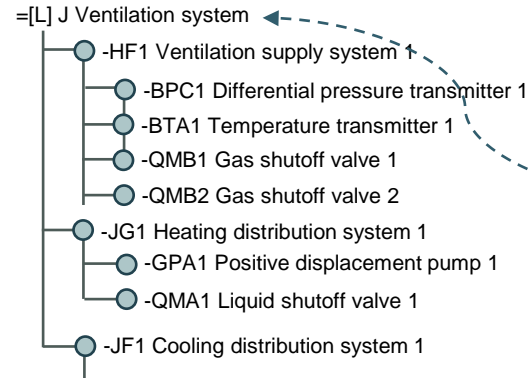 =[L] J Ventilation system
-HF1 Ventilation supply system 1
-BPC1 Differential pressure transmitter 1
-BTA1 Temperature transmitter 1
-QMB1 Gas shutoff valve 1
-QMB2 Gas shutoff valve 2
-JG1 Heating distribution system 1
-GPA1 Positive displacement pump 1
-QMA1 Liquid shutoff valve 1
-JF1 Cooling distribution system 1